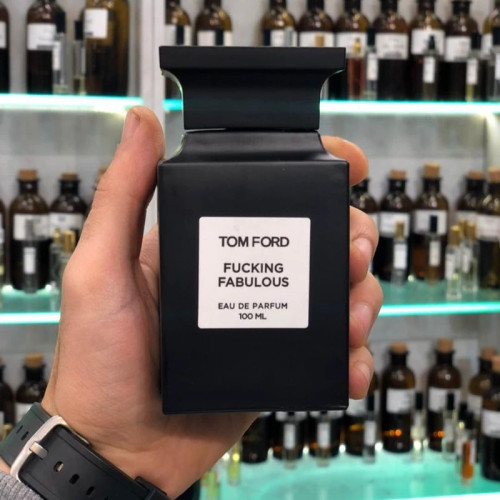 TOM FORD
FUCKING
FABULOUS
EAU DE PARFUM
100 ML